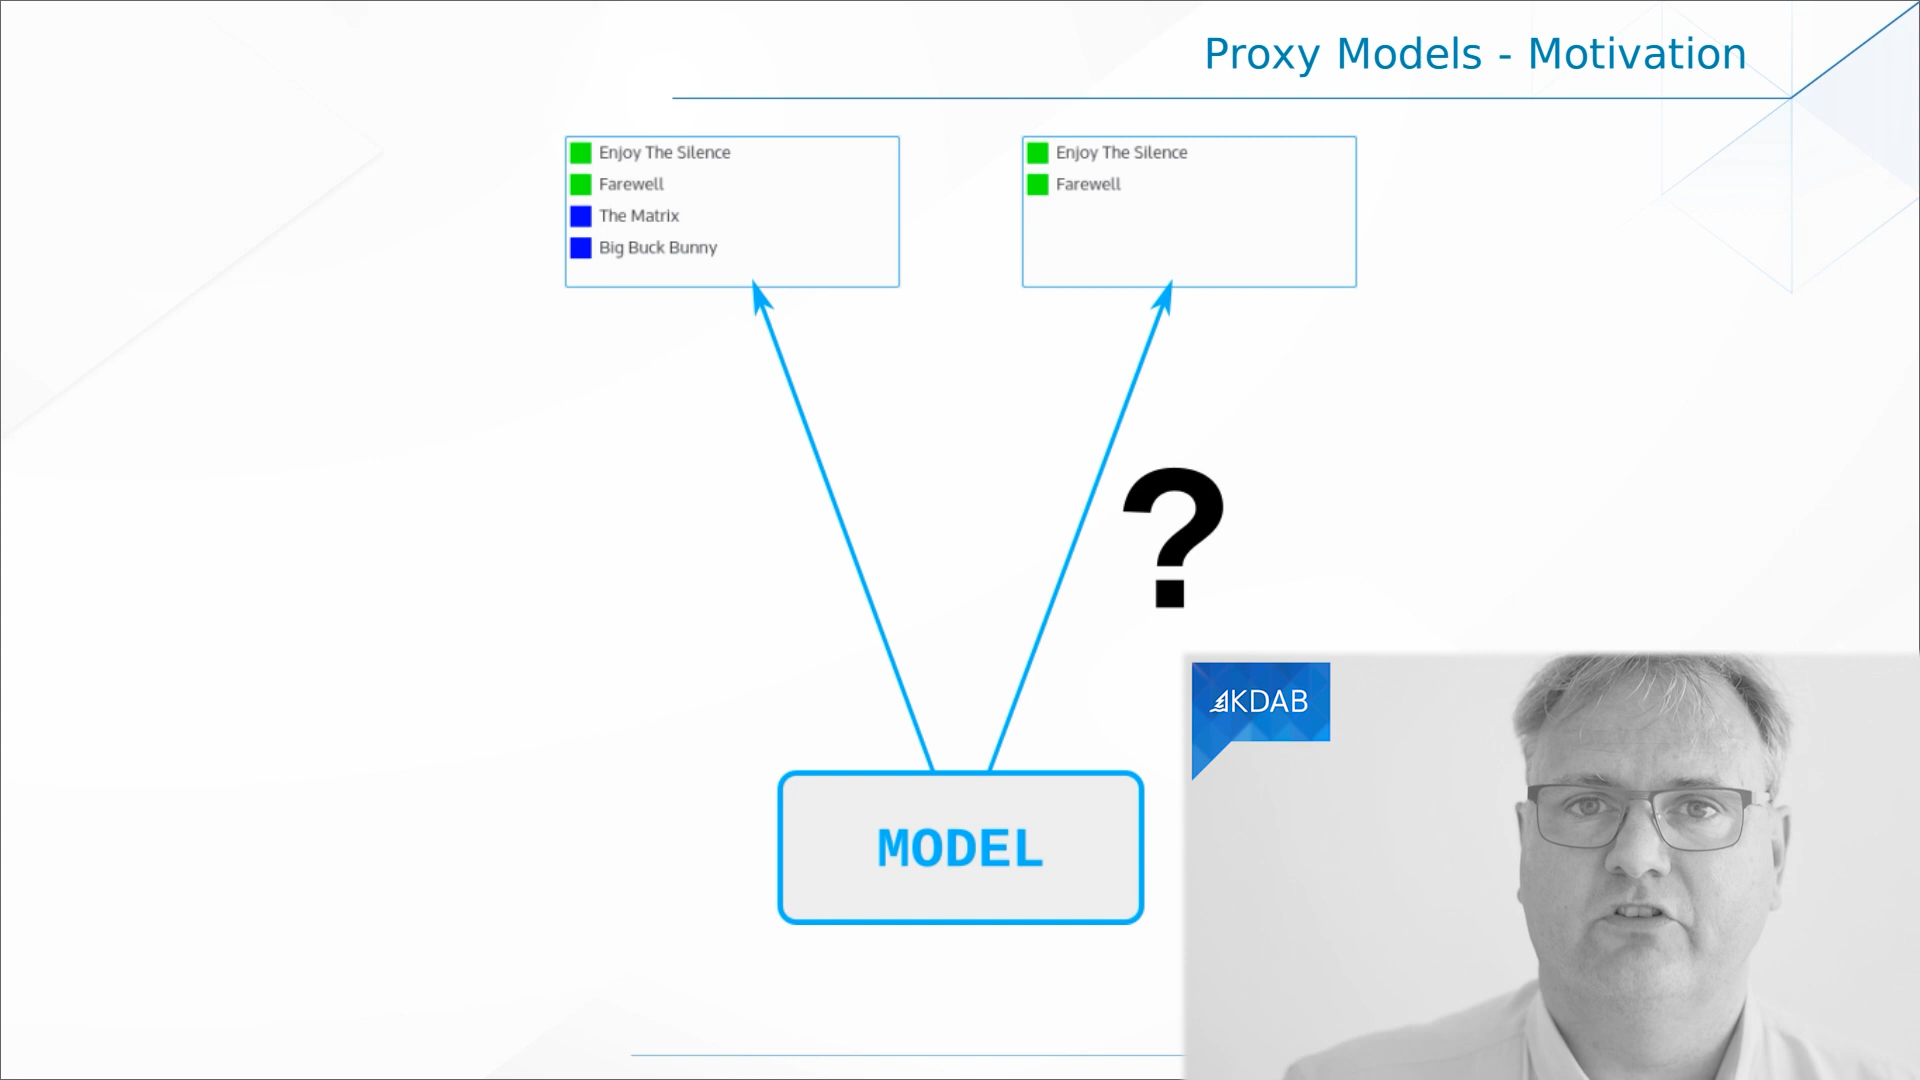 Proxy Models - Motivation
Enjoy The Silence
Farewell
The Matrix
Big Buck Bunny
Enjoy The Silence
Farewell
?
MODEL
KDAB